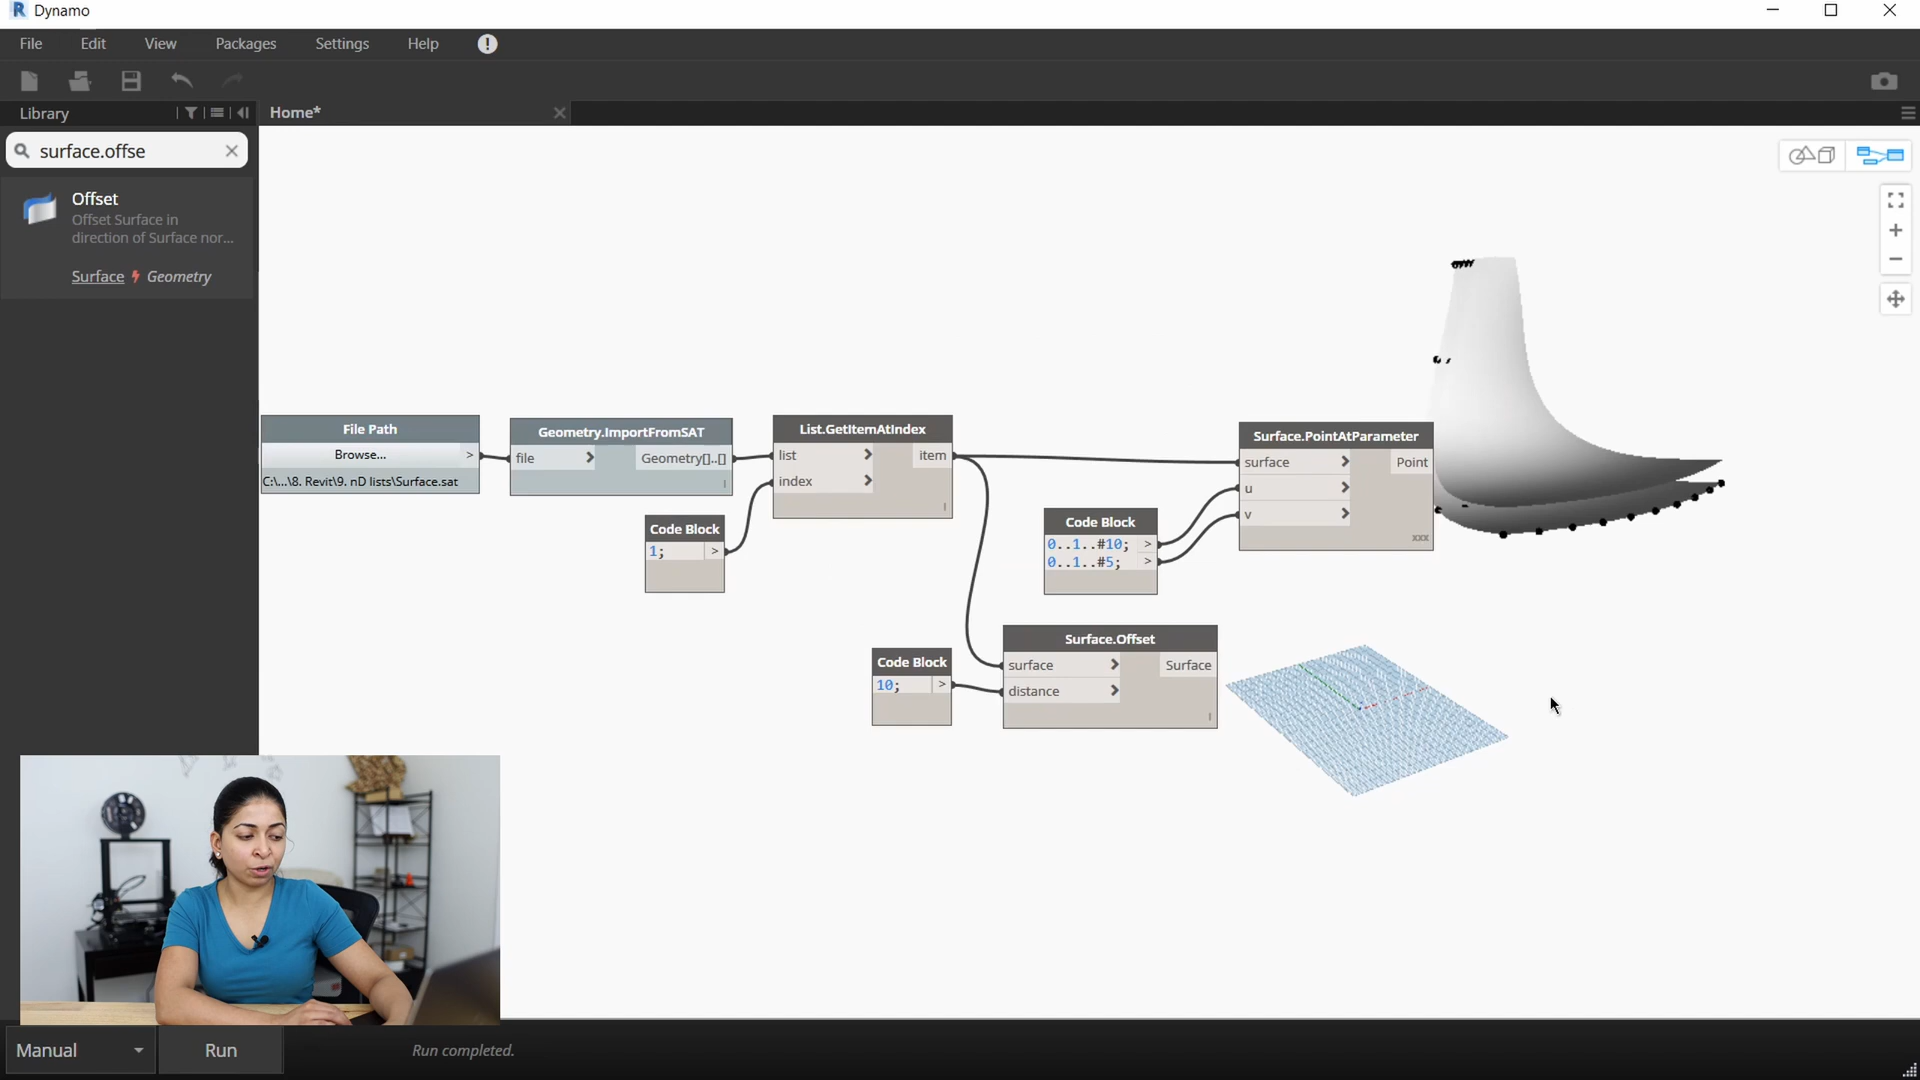 Dynamo
File Edit View Packages Settings Help
Library
Home*
surface.offse
Offset
Offset Surface in
direction of Surface nor...
Surface Geometry
File Path
Browse... >
C:\...\8. Revit\9. nD lists\Surface.sat
Geometry.ImportFromSAT
file > Geometry[]..[]
l
Code Block
1; >
List.GetItemAtIndex
list > item
index >
l
Code Block
0..1..#10; >
0..1..#5; >
Surface.PointAtParameter
surface > Point
u >
v >
xxx
Code Block
10; >
Surface.Offset
surface > Surface
distance >
l
Manual
Run
Run completed.